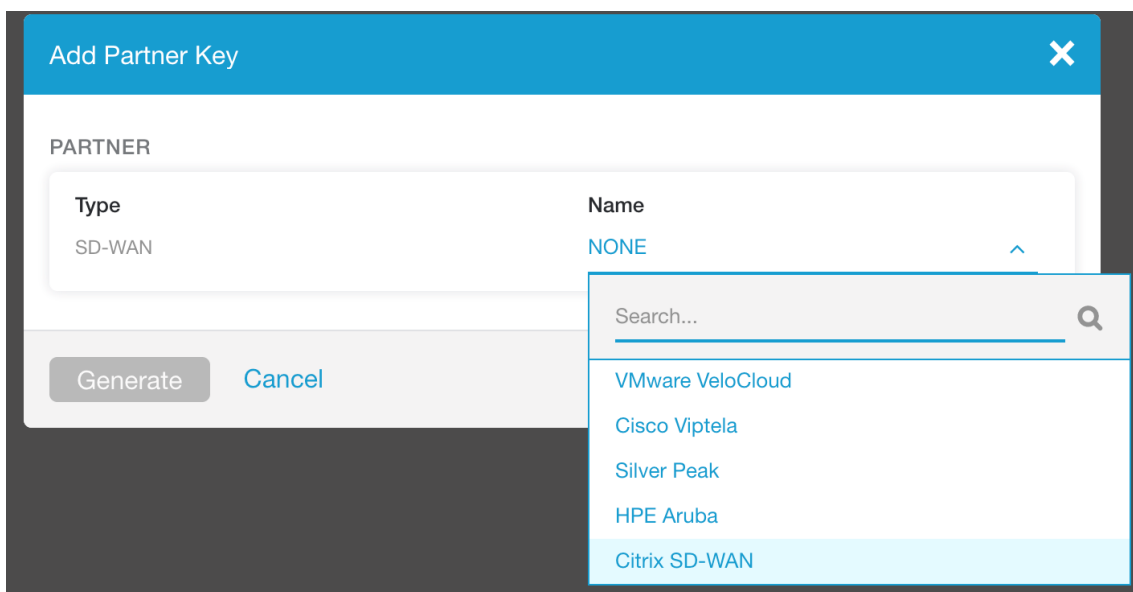 Add Partner Key
PARTNER
Type
Name
SD-WAN
NONE
Search...
Generate
Cancel
VMware VeloCloud
Cisco Viptela
Silver Peak
HPE Aruba
Citrix SD-WAN